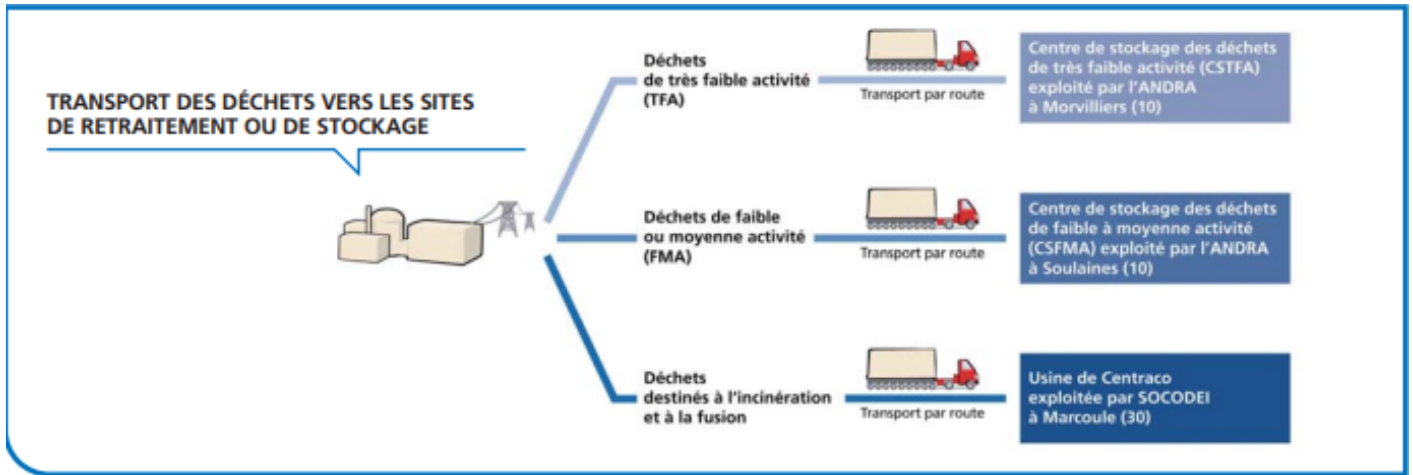 TRANSPORT DES DÉCHETS VERS LES SITES
DE RETRAITEMENT OU DE STOCKAGE
Déchets
de très faible activité
(TFA)
Transport par route
Centre de stockage des déchets
de très faible activité (CSTFA)
exploité par l'ANDRA
à Morvilliers (10)
Déchets de faible
ou moyenne activité
(FMA)
Transport par route
Centre de stockage des déchets
de faible à moyenne activité
(CSFMA) exploité par l'ANDRA
à Soulaines (10)
Déchets
destinés à l'incinération
et à la fusion
Transport par route
Usine de Centraco
exploitée par SOCODEI
à Marcoule (30)